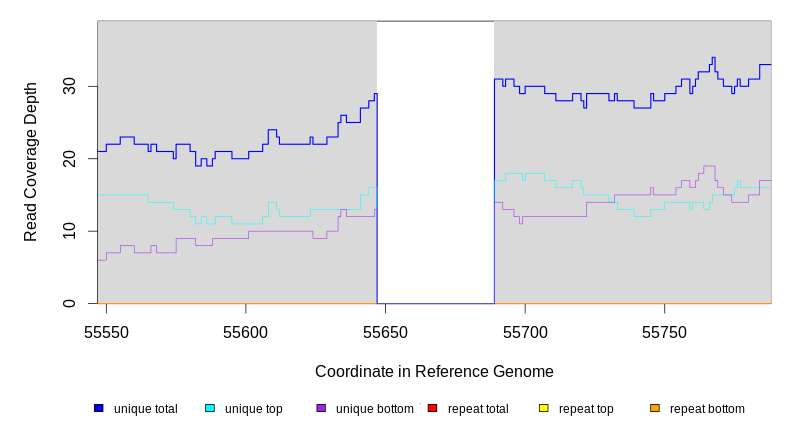 Read Coverage Depth
30
20
10
0
55550 55600 55650 55700 55750
Coordinate in Reference Genome
unique total unique top unique bottom repeat total repeat top repeat bottom